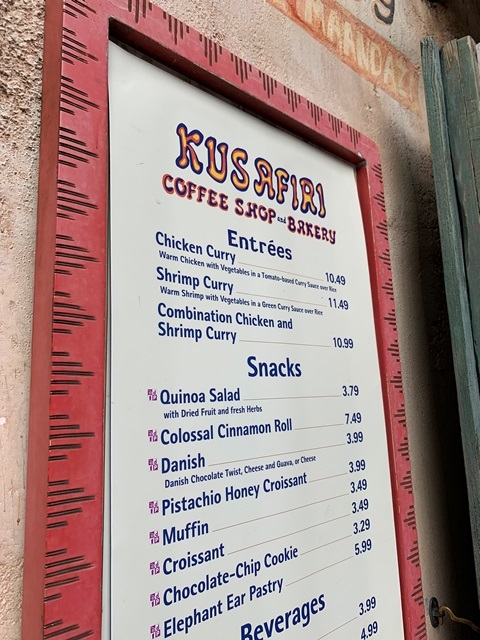 KUSAFIRI
COFFEE SHOP and BAKERY
Entrées
Chicken Curry 10.49
Warm Chicken with Vegetables in a Tomato-based Curry Sauce over Rice
Shrimp Curry 11.49
Warm Shrimp with Vegetables in a Green Curry Sauce over Rice
Combination Chicken and
Shrimp Curry 10.99
Snacks
Quinoa Salad 3.79
with Dried Fruit and fresh Herbs
Colossal Cinnamon Roll 7.49
Danish 3.99
Danish Chocolate Twist, Cheese and Guava, or Cheese
Pistachio Honey Croissant 3.99
Muffin 3.49
Croissant 3.49
Chocolate-Chip Cookie 3.29
Elephant Ear Pastry 5.99
Beverages
3.99
4.99